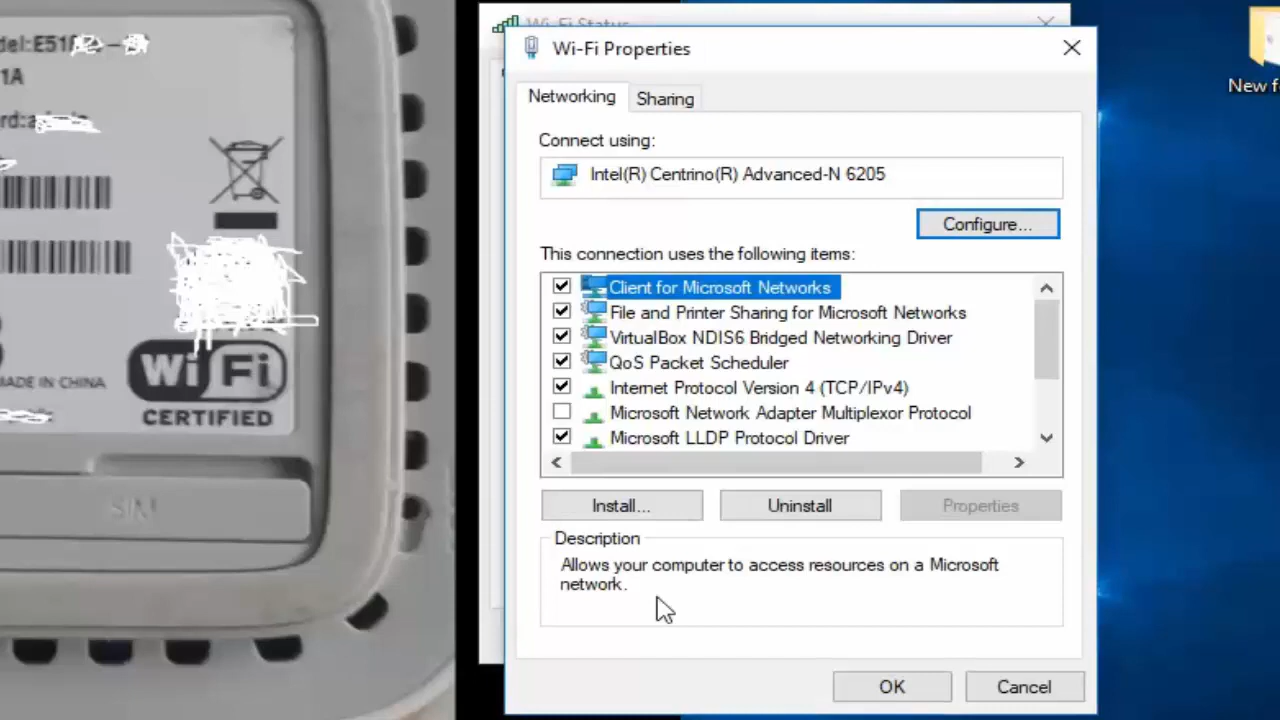 Wi-Fi Status
Wi-Fi Properties
Networking
Sharing
Connect using:
Intel(R) Centrino(R) Advanced-N 6205
Configure...
This connection uses the following items:
Client for Microsoft Networks
File and Printer Sharing for Microsoft Networks
VirtualBox NDIS6 Bridged Networking Driver
QoS Packet Scheduler
Internet Protocol Version 4 (TCP/IPv4)
Microsoft Network Adapter Multiplexor Protocol
Microsoft LLDP Protocol Driver
Install...
Uninstall
Properties
Description
Allows your computer to access resources on a Microsoft
network.
OK
Cancel
1A
Wi Fi
CERTIFIED
MADE IN CHINA
SIM
New